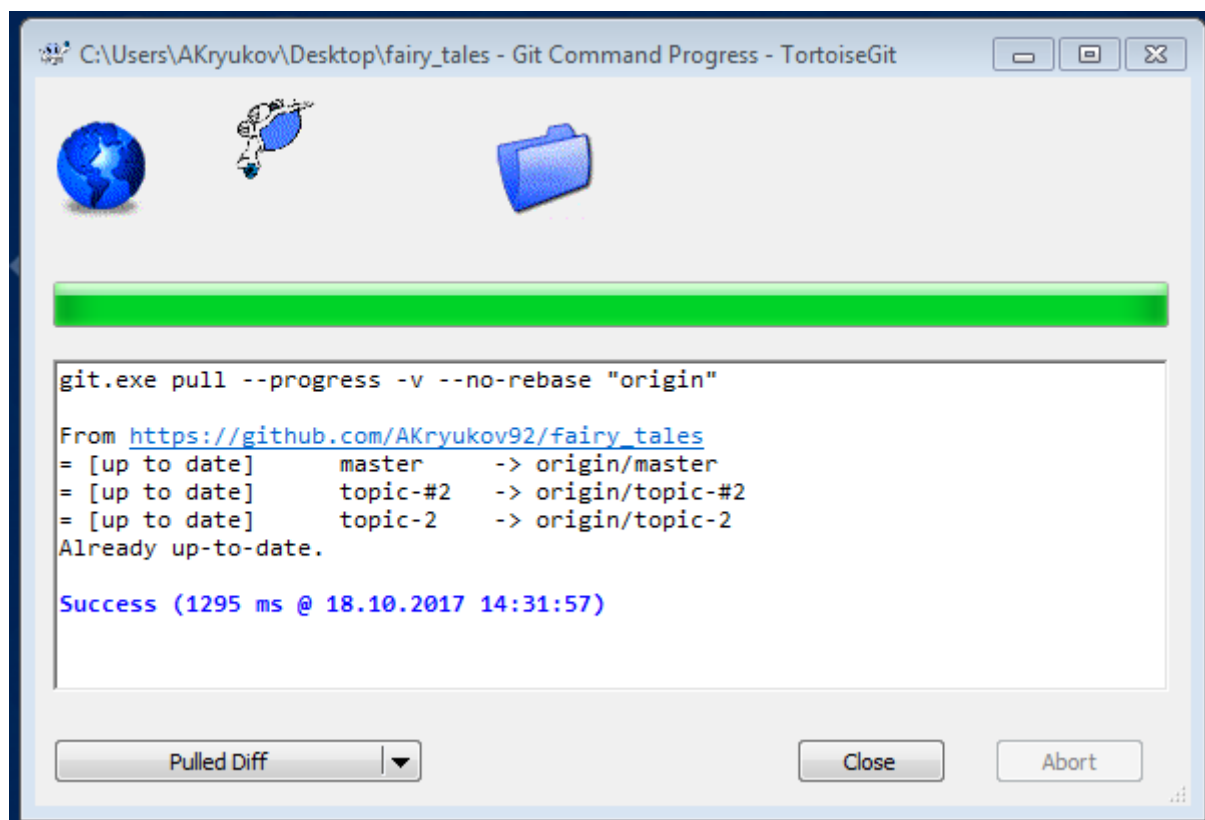 C:\Users\AKryukov\Desktop\fairy_tales - Git Command Progress - TortoiseGit
git.exe pull --progress -v --no-rebase "origin"
From https://github.com/AKryukov92/fairy_tales
= [up to date]      master     -> origin/master
= [up to date]      topic-#2   -> origin/topic-#2
= [up to date]      topic-2    -> origin/topic-2
Already up-to-date.
Success (1295 ms @ 18.10.2017 14:31:57)
Pulled Diff
Close
Abort